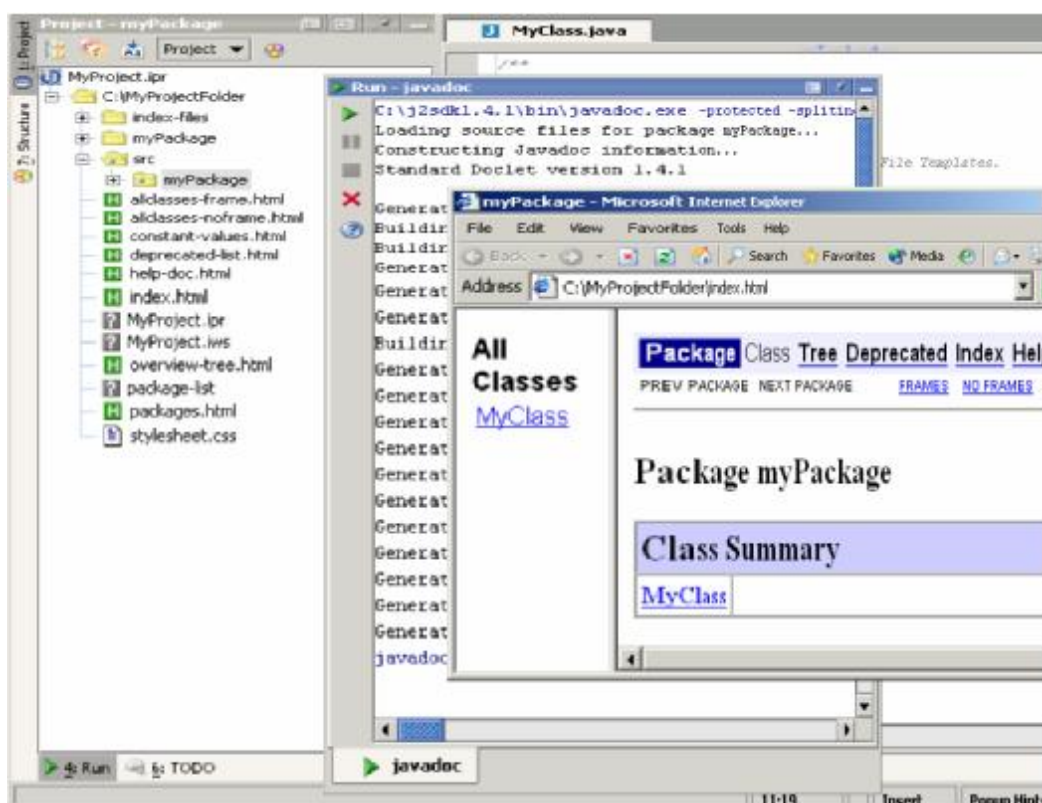 Project - myPackage
1: Project
7: Structure
Project
MyProject.ipr
C:\MyProjectFolder
index-files
myPackage
src
myPackage
allclasses-frame.html
allclasses-noframe.html
constant-values.html
deprecated-list.html
help-doc.html
index.html
MyProject.ipr
MyProject.iws
overview-tree.html
package-list
packages.html
stylesheet.css
MyClass.java
/**
File Templates.
Run - javadoc
C:\j2sdk1.4.1\bin\javadoc.exe -protected -spliting
Loading source files for package myPackage...
Constructing Javadoc information...
Standard Doclet version 1.4.1
Generat
Buildir
Buildir
Generat
Generat
Generat
Buildir
Generat
Generat
Generat
Generat
Generat
Generat
Generat
Generat
Generat
Generat
javadoc
myPackage - Microsoft Internet Explorer
File Edit View Favorites Tools Help
Back Search Favorites Media
Address C:\MyProjectFolder\index.html
All
Classes
MyClass
Package Class Tree Deprecated Index Hel
PREV PACKAGE NEXT PACKAGE FRAMES NO FRAMES
Package myPackage
Class Summary
MyClass
javadoc
4: Run 6: TODO
11:19 Insert Popup Hint